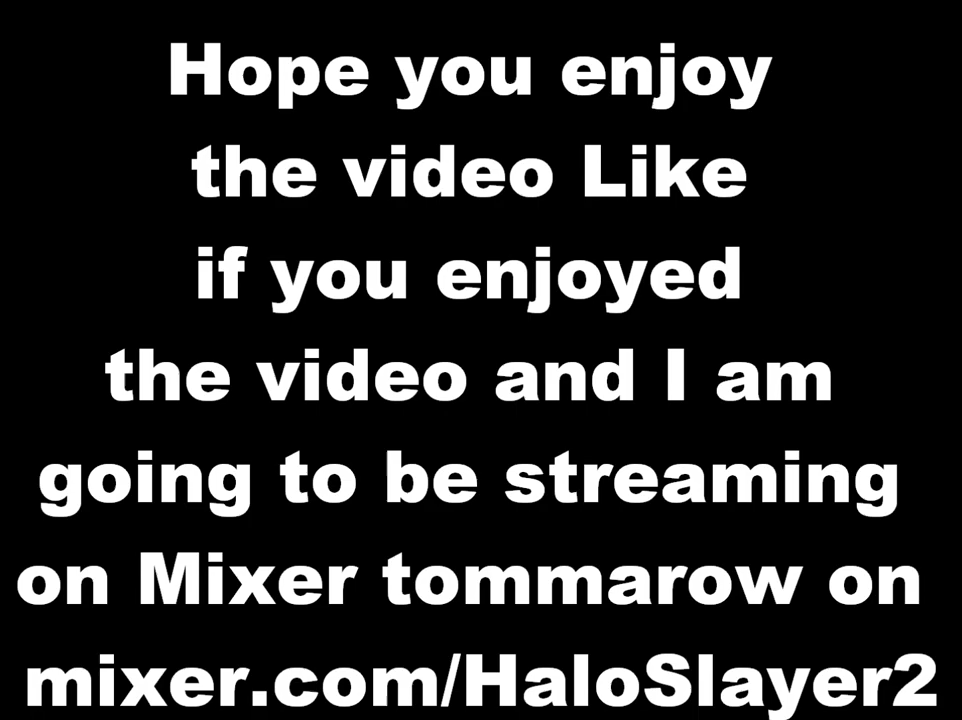 Hope you enjoy
the video Like
if you enjoyed
the video and I am
going to be streaming
on Mixer tommarow on
mixer.com/HaloSlayer2